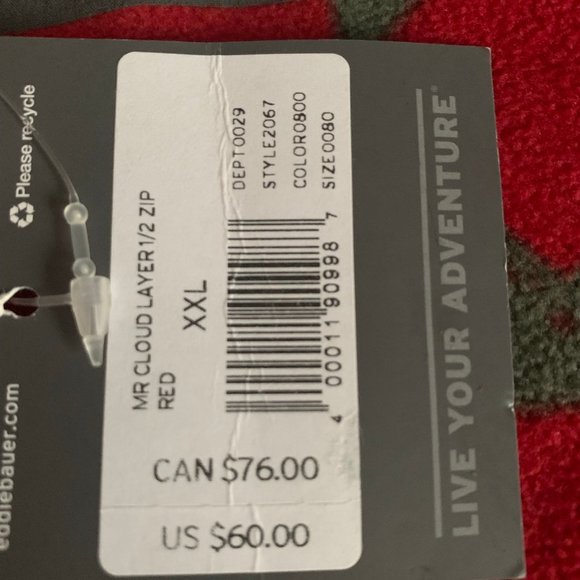 Please recycle
eddiebauer.com
MR CLOUD LAYER 1/2 ZIP
RED
XXL
DEPT0029
STYLE2067
COLOR0800
SIZE0080
4 00011 90998 7
CAN $76.00
US $60.00
LIVE YOUR ADVENTURE®